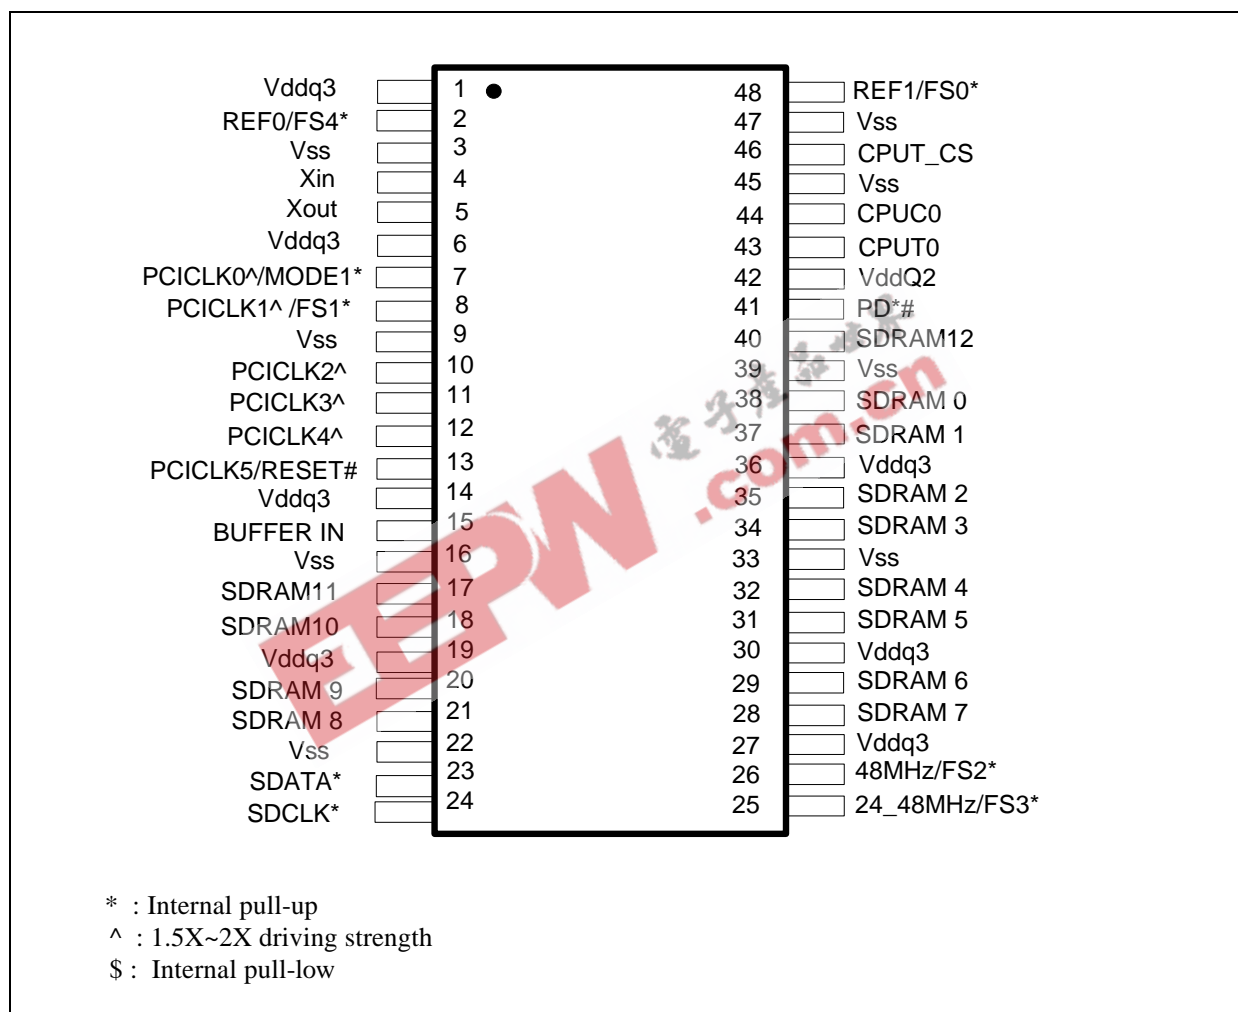 Vddq3 1 48 REF1/FS0*
REF0/FS4* 2 47 Vss
Vss 3 46 CPUT_CS
Xin 4 45 Vss
Xout 5 44 CPUC0
Vddq3 6 43 CPUT0
PCICLK0^/MODE1* 7 42 VddQ2
PCICLK1^ /FS1* 8 41 PD*#
Vss 9 40 SDRAM12
PCICLK2^ 10 39 Vss
PCICLK3^ 11 38 SDRAM 0
PCICLK4^ 12 37 SDRAM 1
PCICLK5/RESET# 13 36 Vddq3
Vddq3 14 35 SDRAM 2
BUFFER IN 15 34 SDRAM 3
Vss 16 33 Vss
SDRAM11 17 32 SDRAM 4
SDRAM10 18 31 SDRAM 5
Vddq3 19 30 Vddq3
SDRAM 9 20 29 SDRAM 6
SDRAM 8 21 28 SDRAM 7
Vss 22 27 Vddq3
SDATA* 23 26 48MHz/FS2*
SDCLK* 24 25 24_48MHz/FS3*
EEPW
.com.cn
電子產品世界
* : Internal pull-up
^ : 1.5X~2X driving strength
$ : Internal pull-low